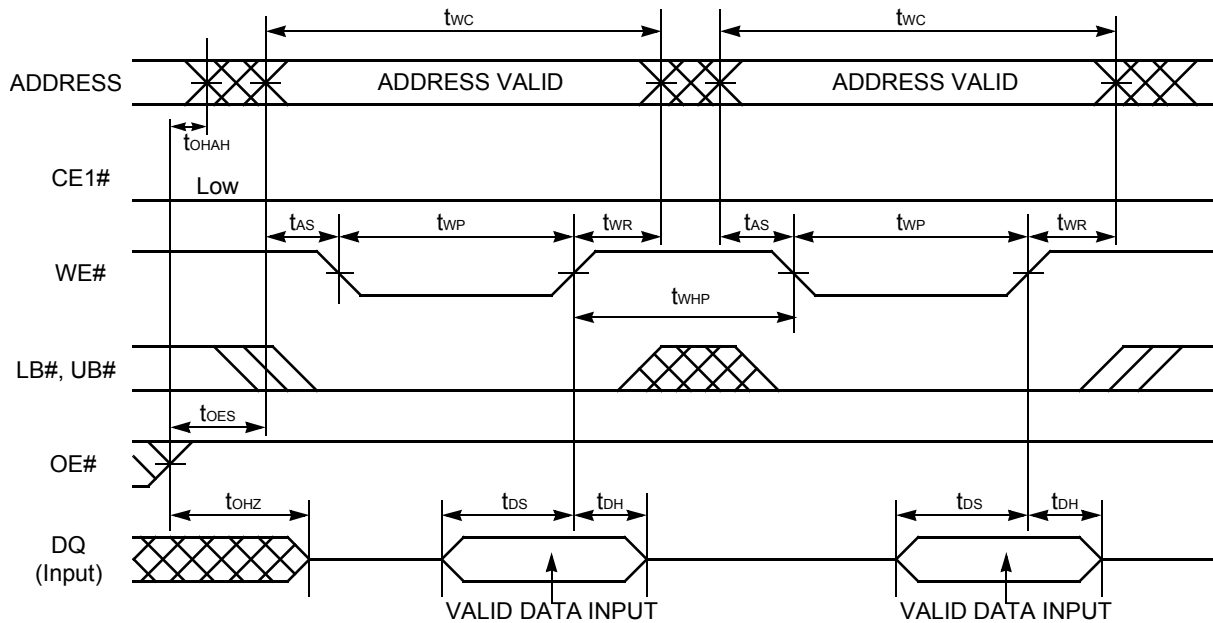 tWC tWC
ADDRESS ADDRESS VALID ADDRESS VALID
tOHAH
CE1# Low
tAS tWP tWR tAS tWP tWR
WE#
tWHP
LB#, UB#
tOES
OE#
tOHZ tDS tDH tDS tDH
DQ
(Input)
VALID DATA INPUT VALID DATA INPUT